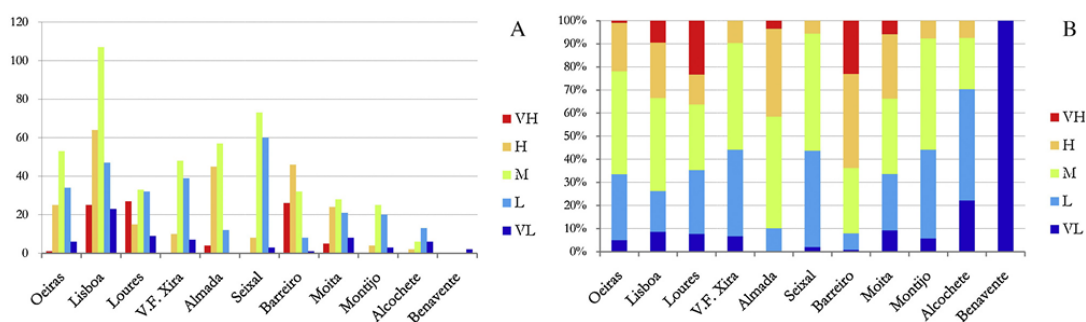 A
120
100
80
60
40
20
0
VH
H
M
L
VL
Oeiras
Lisboa
Loures
V.F. Xira
Almada
Seixal
Barreiro
Moita
Montijo
Alcochete
Benavente
B
100%
90%
80%
70%
60%
50%
40%
30%
20%
10%
0%
VH
H
M
L
VL
Oeiras
Lisboa
Loures
V.F. Xira
Almada
Seixal
Barreiro
Moita
Montijo
Alcochete
Benavente